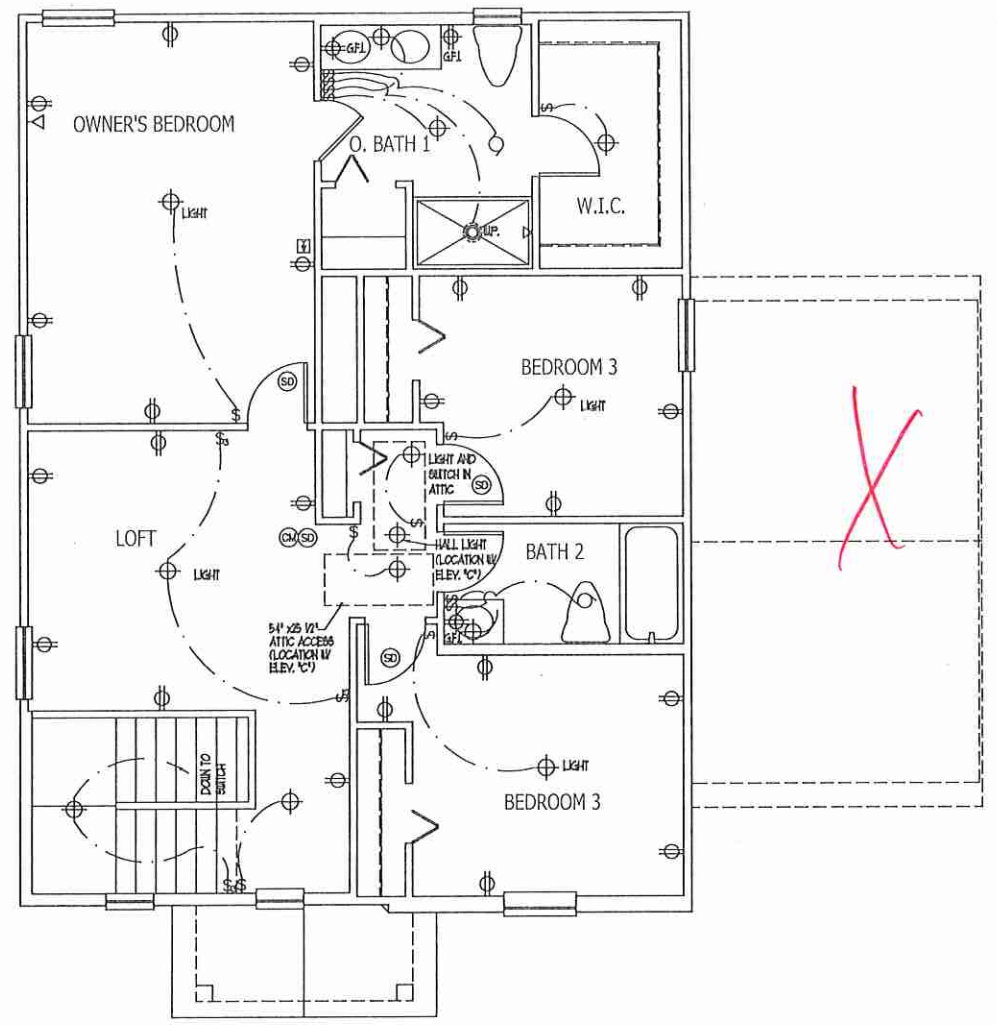 GFI
GFI
OWNER'S BEDROOM
O. BATH 1
LIGHT
W.P.
W.I.C.
BEDROOM 3
LIGHT
SD
$
$
$3
LIGHT AND
SWITCH IN
ATTIC
SD
LOFT
CM
SD
HALL LIGHT
(LOCATION W/
ELEV. "C")
BATH 2
LIGHT
GFI
54" x25 1/2"
ATTIC ACCESS
(LOCATION W/
ELEV. "C")
SD
DOWN TO
SWITCH
LIGHT
BEDROOM 3
X